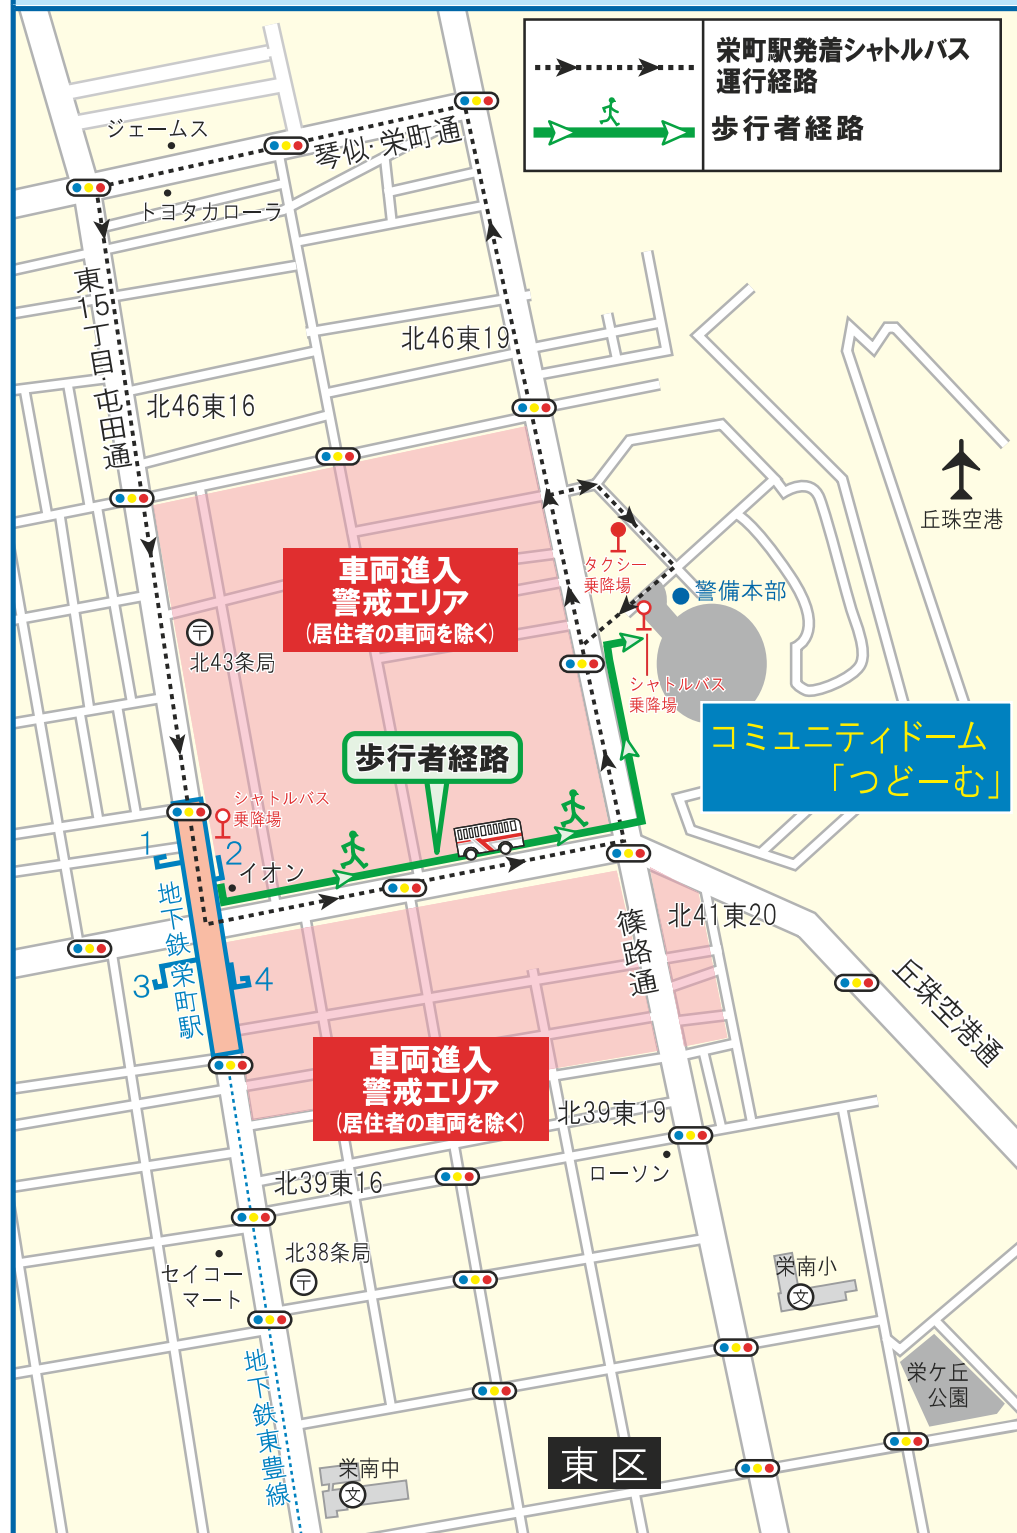 栄町駅発着シャトルバス
運行経路
歩行者経路
ジェームス
琴似・栄町通
トヨタカローラ
東15丁目・屯田通
北46東19
北46東16
丘珠空港
車両進入
警戒エリア
(居住者の車両を除く)
タクシー
乗降場
警備本部
北43条局
シャトルバス
乗降場
コミュニティドーム
「つどーむ」
歩行者経路
シャトルバス
乗降場
1
2
イオン
地下鉄栄町駅
3
4
篠路通
北41東20
丘珠空港通
車両進入
警戒エリア
(居住者の車両を除く)
北39東19
ローソン
北39東16
北38条局
セイコー
マート
栄南小
文
地下鉄東豊線
栄ケ丘
公園
東区
栄南中
文